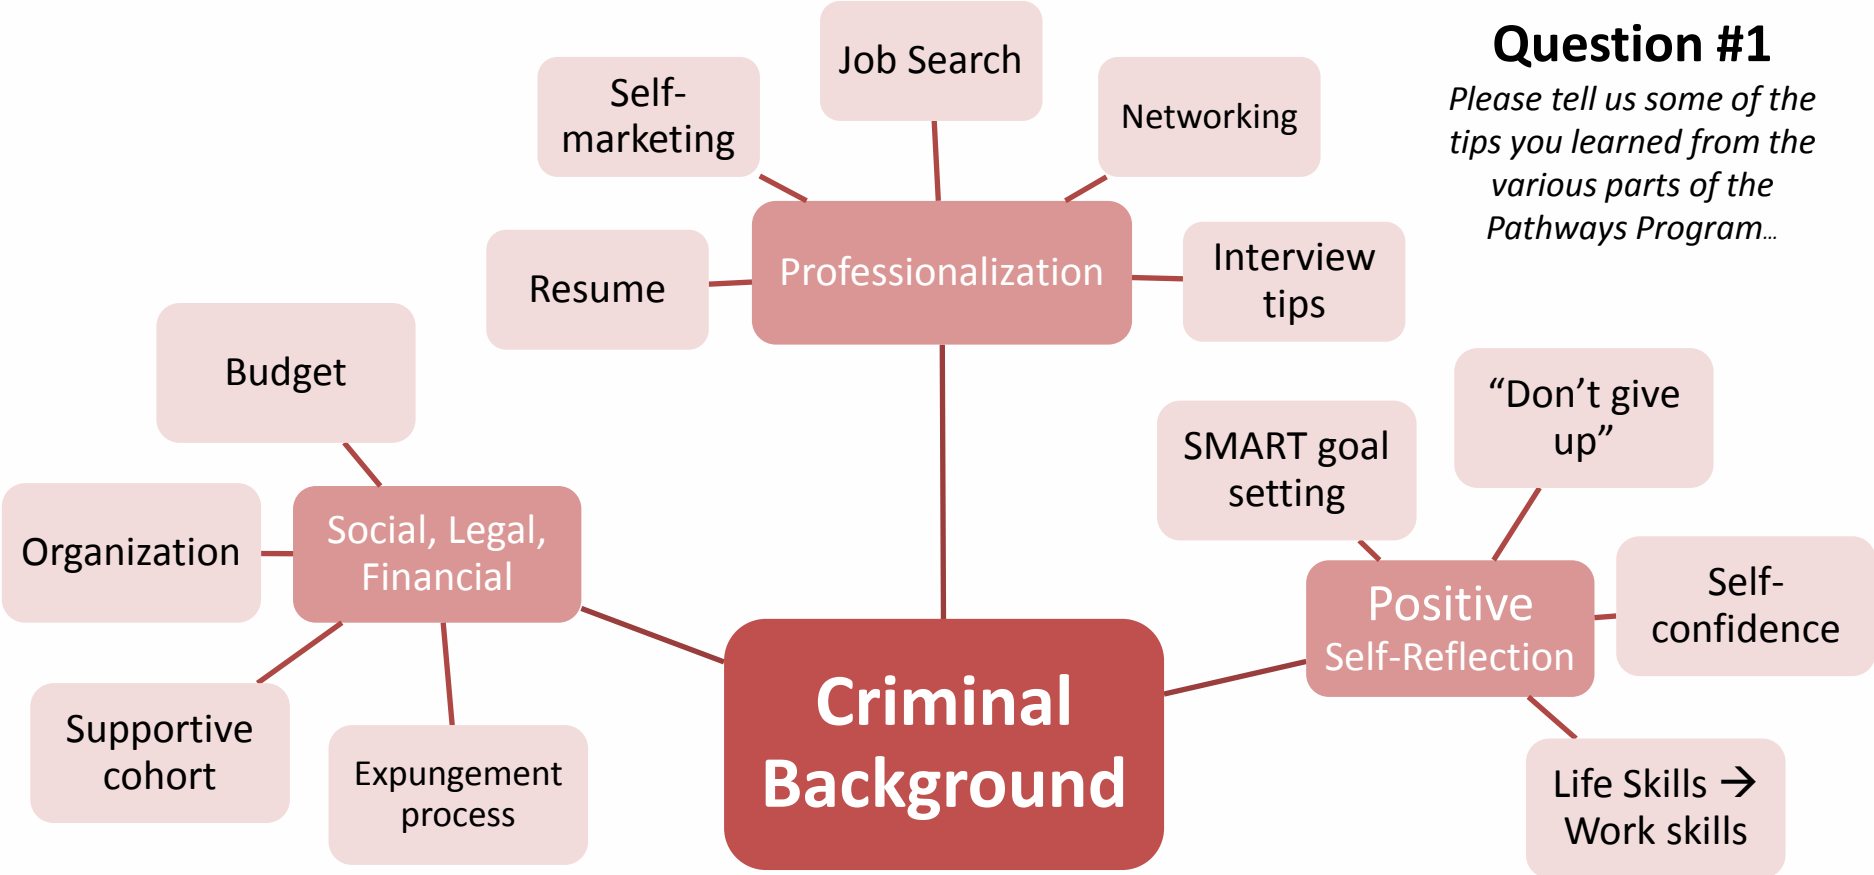 Question #1
Please tell us some of the
tips you learned from the
various parts of the
Pathways Program...
Job Search
Self-
marketing
Networking
Resume
Professionalization
Interview
tips
Budget
Organization
Social, Legal,
Financial
Supportive
cohort
Expungement
process
SMART goal
setting
“Don’t give
up”
Positive
Self-Reflection
Self-
confidence
Life Skills →
Work skills
Criminal
Background